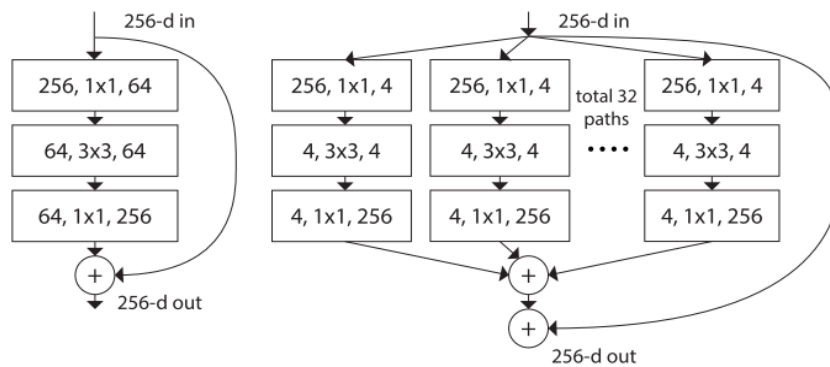 256-d in
256, 1x1, 64
64, 3x3, 64
64, 1x1, 256
+
256-d out
256-d in
256, 1x1, 4
256, 1x1, 4
total 32
paths
256, 1x1, 4
4, 3x3, 4
4, 3x3, 4
....
4, 3x3, 4
4, 1x1, 256
4, 1x1, 256
4, 1x1, 256
+
+
256-d out